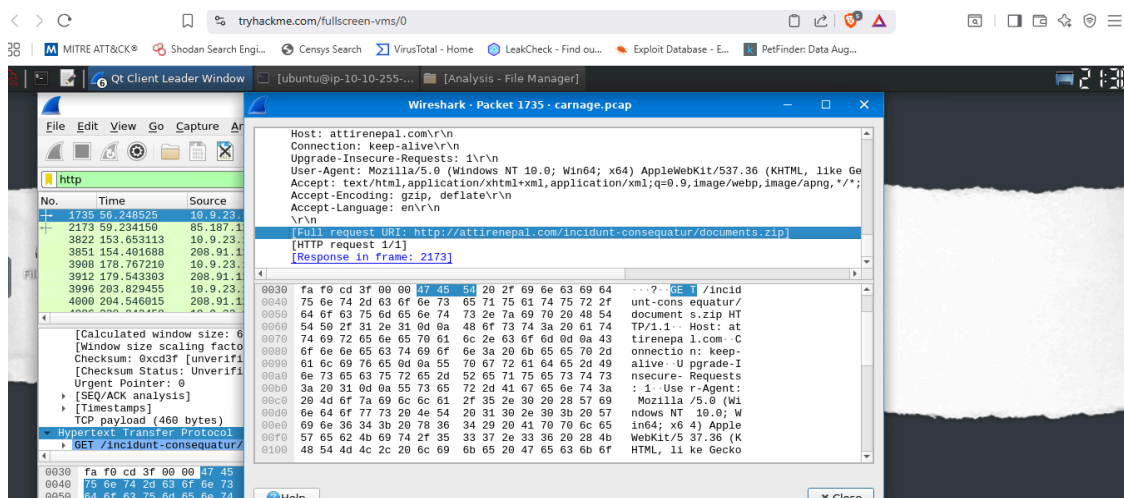 tryhackme.com/fullscreen-vms/0
MITRE ATT&CK® Shodan Search Engi... Censys Search VirusTotal - Home LeakCheck - Find ou... Exploit Database - E... PetFinder: Data Aug...
Qt Client Leader Window [ubuntu@ip-10-10-255-... [Analysis - File Manager]
Wireshark · Packet 1735 · carnage.pcap
File Edit View Go Capture
http
No. Time Source
1735 56.248525 10.9.23.
2173 59.234150 85.187.1
3822 153.653113 10.9.23.
3851 154.401688 208.91.1
3908 178.767210 10.9.23.
3912 179.543303 208.91.1
3996 203.829455 10.9.23.
4000 204.546015 208.91.1
[Calculated window size: 6
[Window size scaling facto
Checksum: 0xcd3f [unverifi
[Checksum Status: Unverifi
Urgent Pointer: 0
[SEQ/ACK analysis]
[Timestamps]
TCP payload (460 bytes)
Hypertext Transfer Protocol
GET /incidunt-consequatur/
0030 fa f0 cd 3f 00 00 47 45
0040 75 6e 74 2d 63 6f 6e 73
0050 64 6f 63 75 6d 65 6e 74
Host: attirenepal.com\r\n
Connection: keep-alive\r\n
Upgrade-Insecure-Requests: 1\r\n
User-Agent: Mozilla/5.0 (Windows NT 10.0; Win64; x64) AppleWebKit/537.36 (KHTML, like Ge
Accept: text/html,application/xhtml+xml,application/xml;q=0.9,image/webp,image/apng,*/*;
Accept-Encoding: gzip, deflate\r\n
Accept-Language: en\r\n
\r\n
[Full request URI: http://attirenepal.com/incidunt-consequatur/documents.zip]
[HTTP request 1/1]
[Response in frame: 2173]
0030 fa f0 cd 3f 00 00 47 45 54 20 2f 69 6e 63 69 64 ···?··GE T /incid
0040 75 6e 74 2d 63 6f 6e 73 65 71 75 61 74 75 72 2f unt-cons equatur/
0050 64 6f 63 75 6d 65 6e 74 73 2e 7a 69 70 20 48 54 document s.zip HT
0060 54 50 2f 31 2e 31 0d 0a 48 6f 73 74 3a 20 61 74 TP/1.1·· Host: at
0070 74 69 72 65 6e 65 70 61 6c 2e 63 6f 6d 0d 0a 43 tirenepa l.com··C
0080 6f 6e 6e 65 63 74 69 6f 6e 3a 20 6b 65 65 70 2d onnectio n: keep-
0090 61 6c 69 76 65 0d 0a 55 70 67 72 61 64 65 2d 49 alive··U pgrade-I
00a0 6e 73 65 63 75 72 65 2d 52 65 71 75 65 73 74 73 nsecure- Requests
00b0 3a 20 31 0d 0a 55 73 65 72 2d 41 67 65 6e 74 3a : 1··Use r-Agent:
00c0 20 4d 6f 7a 69 6c 6c 61 2f 35 2e 30 20 28 57 69 Mozilla /5.0 (Wi
00d0 6e 64 6f 77 73 20 4e 54 20 31 30 2e 30 3b 20 57 ndows NT 10.0; W
00e0 69 6e 36 34 3b 20 78 36 34 29 20 41 70 70 6c 65 in64; x6 4) Apple
00f0 57 65 62 4b 69 74 2f 35 33 37 2e 33 36 20 28 4b WebKit/5 37.36 (K
0100 48 54 4d 4c 2c 20 6c 69 6b 65 20 47 65 63 6b 6f HTML, li ke Gecko
Help Close